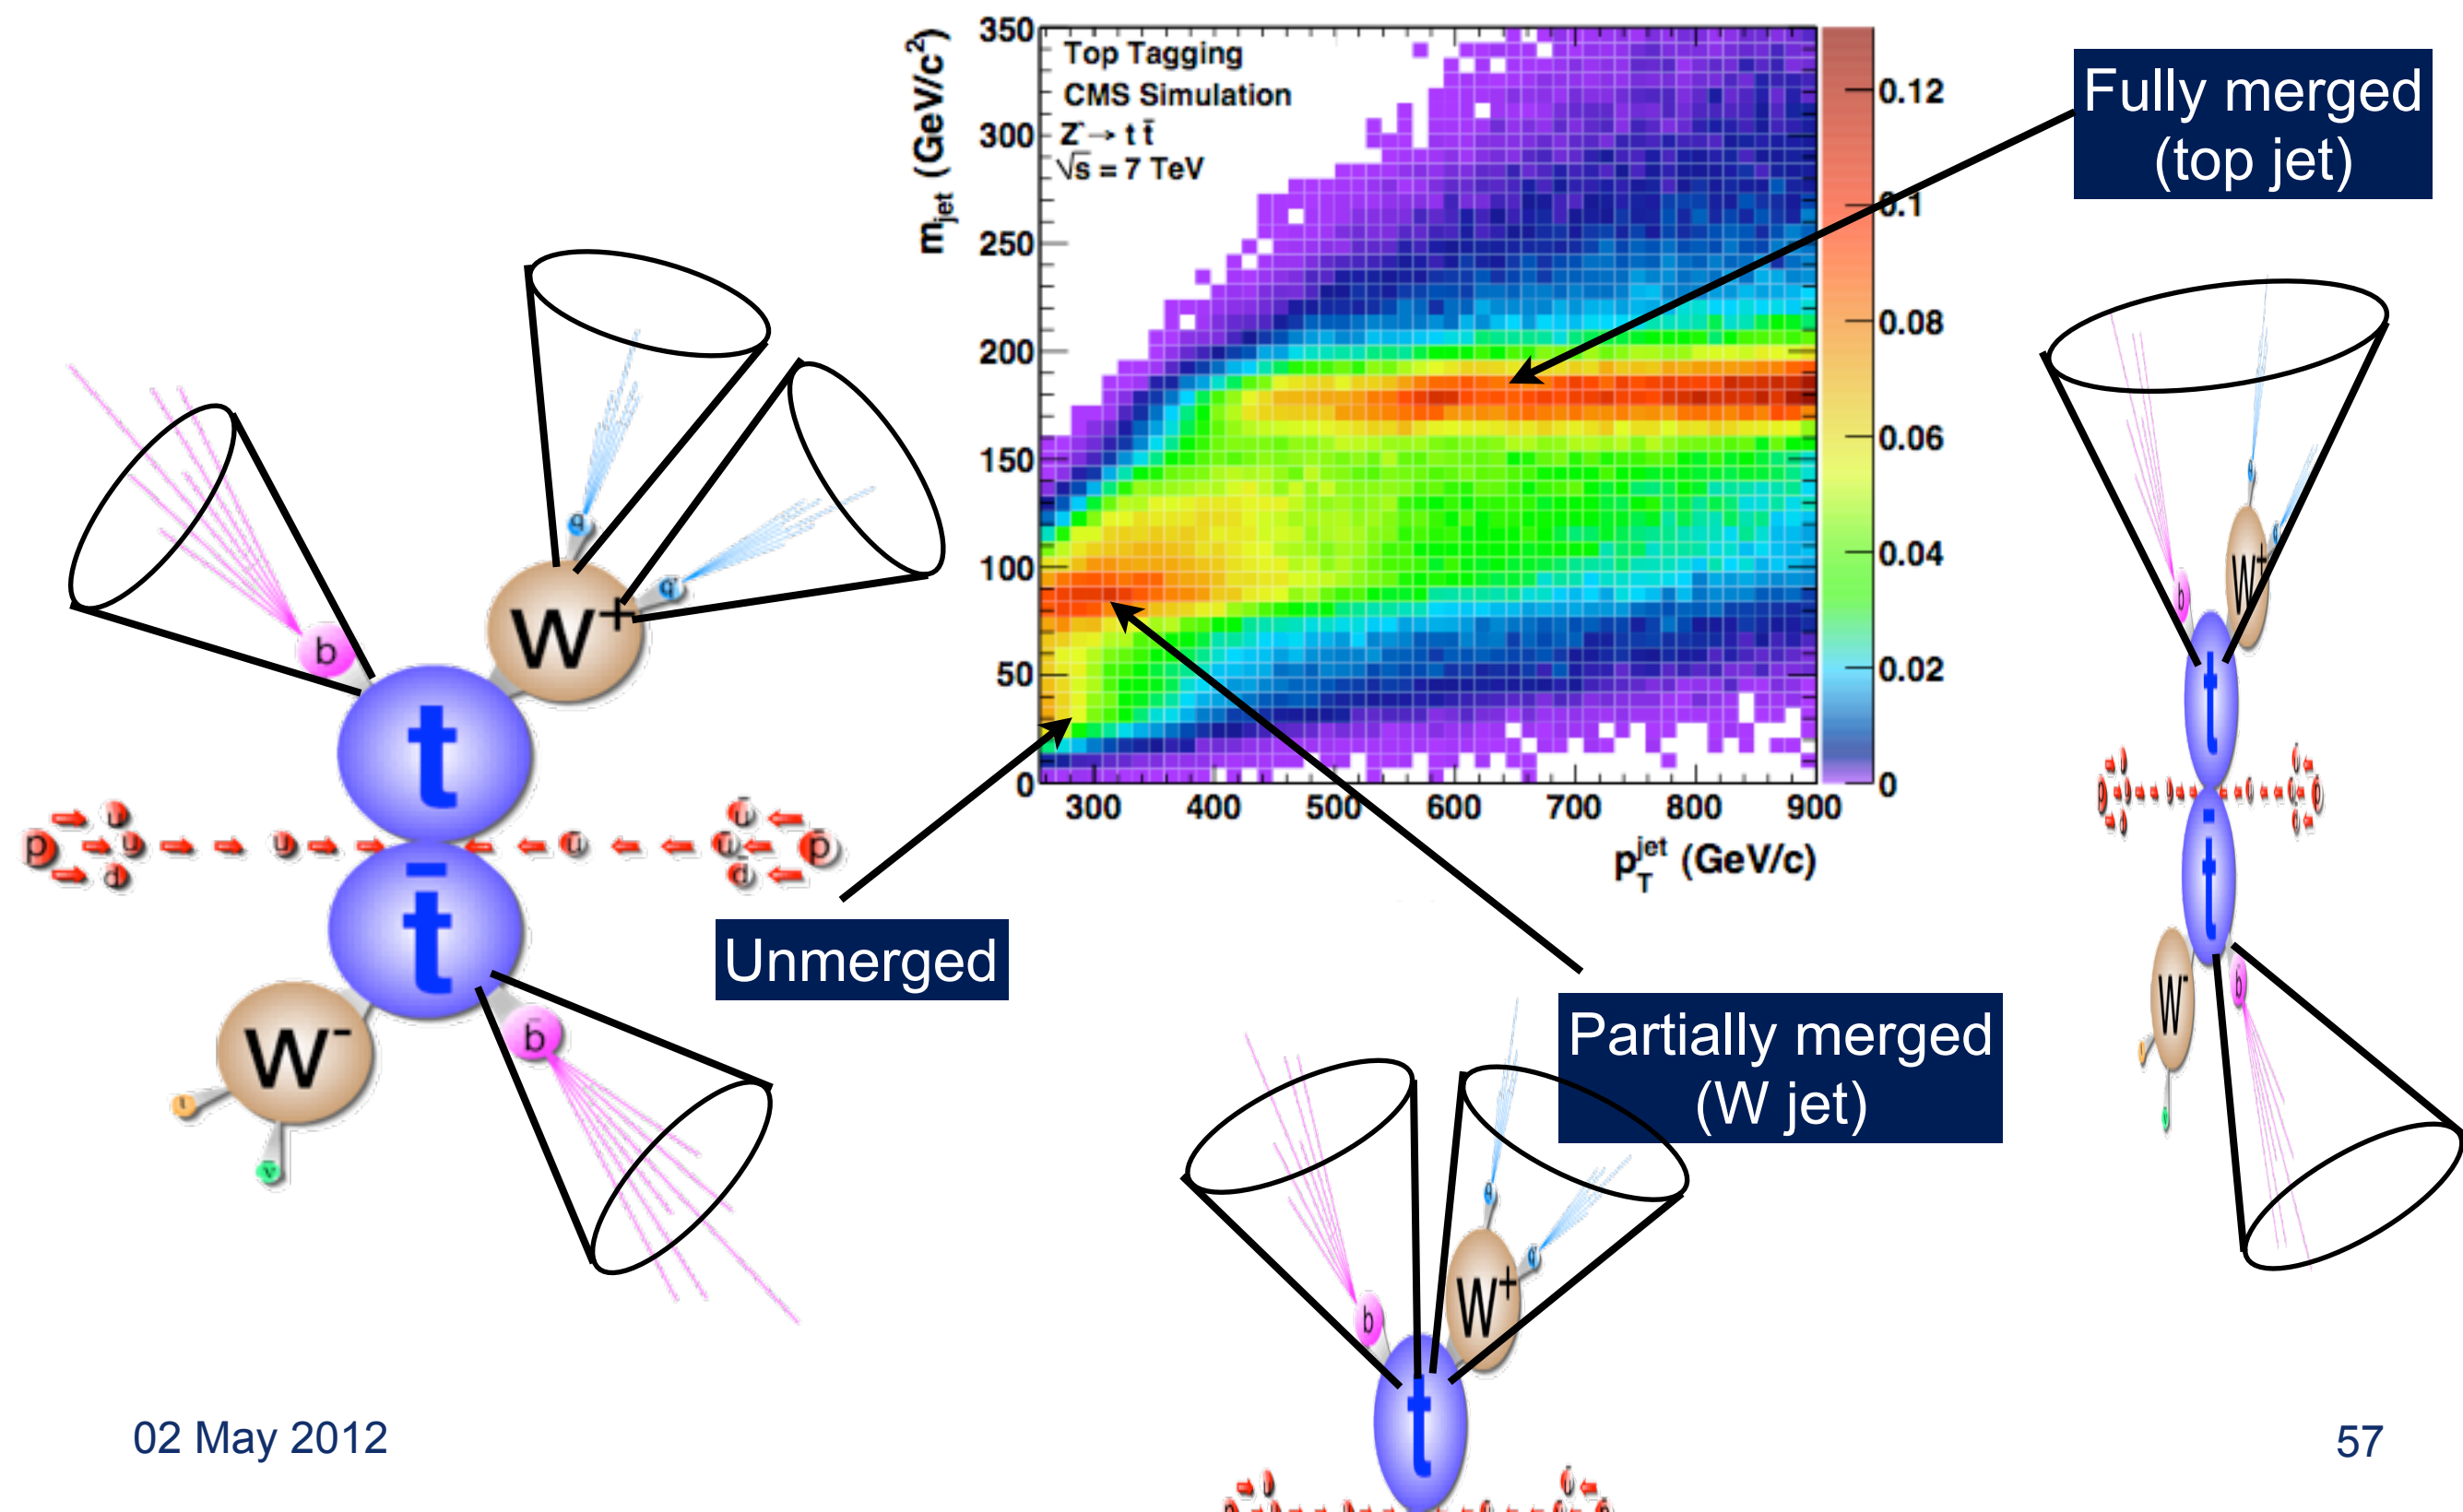 350
300
250
200
150
100
50
0
m_jet (GeV/c²)
Top Tagging
CMS Simulation
Z' → t t̄
√s = 7 TeV
300 400 500 600 700 800 900
p_T^jet (GeV/c)
0.12
0.1
0.08
0.06
0.04
0.02
0
Fully merged
(top jet)
Unmerged
Partially merged
(W jet)
q
q'
b
W⁺
t
p u u d u u ū ū d̄ p̄
t̄
W⁻
b̄
ν̄
b
q
W⁺
t
t̄
W⁻
b
q
q'
b
W⁺
t
02 May 2012
57